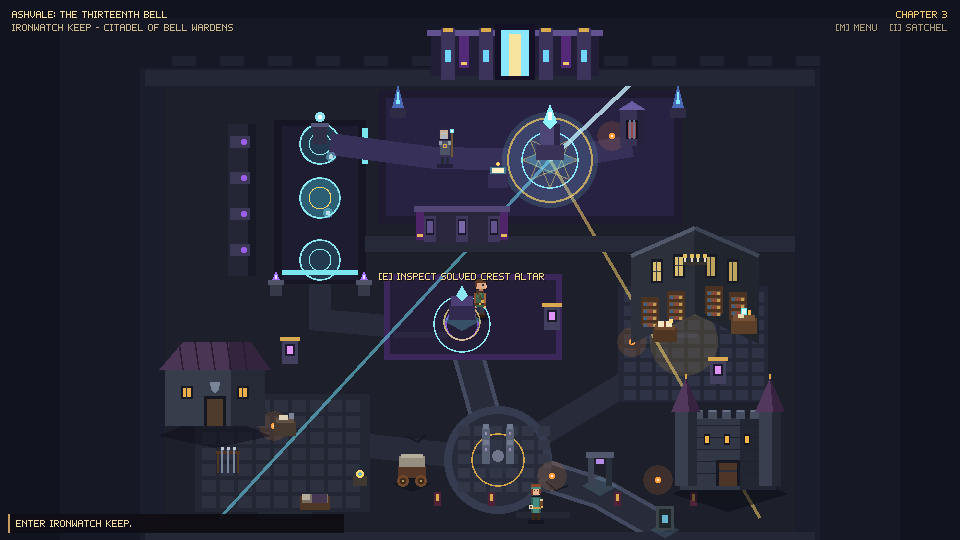 ASHVALE: THE THIRTEENTH BELL
CHAPTER 3
IRONWATCH KEEP - CITADEL OF BELL WARDENS
[M] MENU [I] SATCHEL
[E] INSPECT SOLVED CREST ALTAR
ENTER IRONWATCH KEEP.